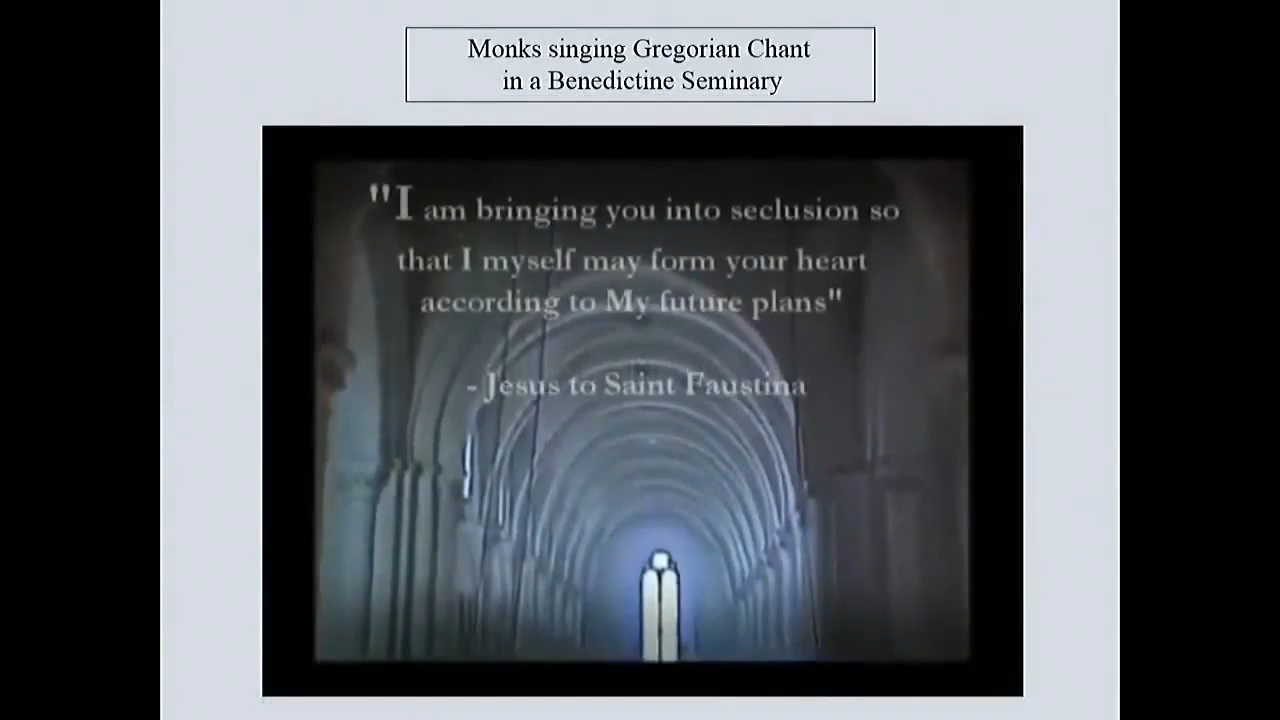 Monks singing Gregorian Chant
in a Benedictine Seminary
"I am bringing you into seclusion so
that I myself may form your heart
according to My future plans"
- Jesus to Saint Faustina